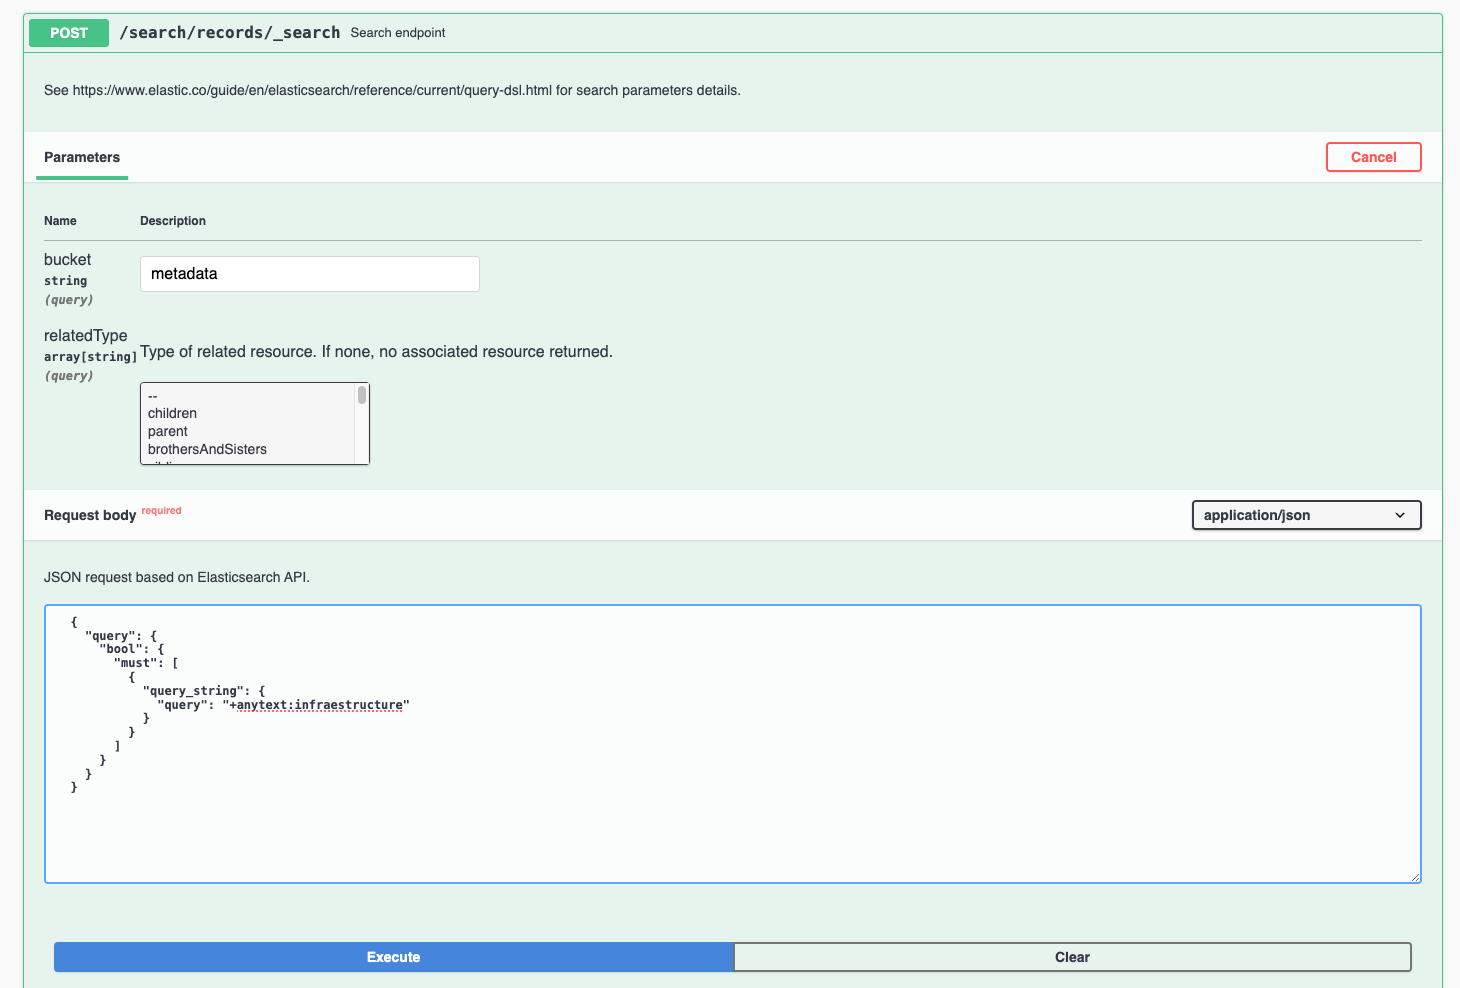 POST /search/records/_search Search endpoint
See https://www.elastic.co/guide/en/elasticsearch/reference/current/query-dsl.html for search parameters details.
Parameters
Cancel
Name Description
bucket
string
(query)
metadata
relatedType
array[string]
(query)
Type of related resource. If none, no associated resource returned.
--
children
parent
brothersAndSisters
Request body required
application/json
JSON request based on Elasticsearch API.
{
"query": {
"bool": {
"must": [
{
"query_string": {
"query": "+anytext:infraestructure"
}
}
]
}
}
}
Execute
Clear